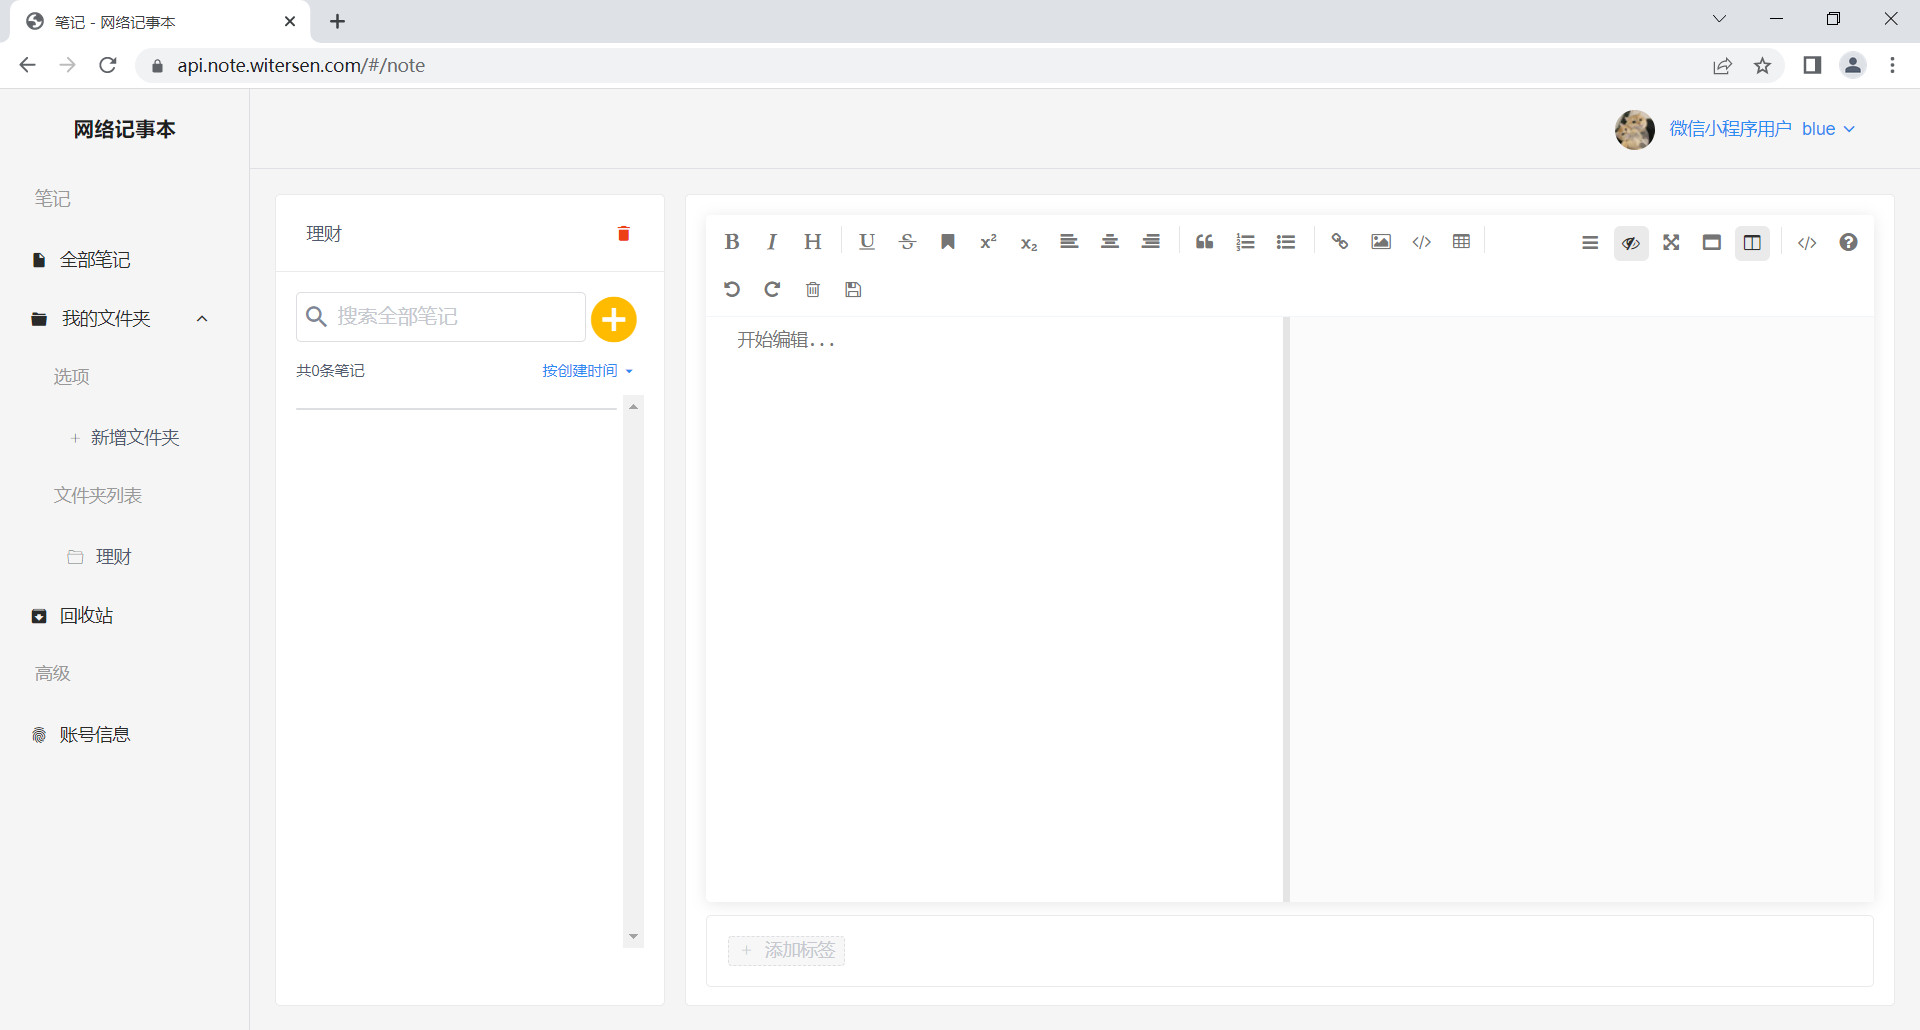 笔记 - 网络记事本
api.note.witersen.com/#/note
网络记事本
微信小程序用户 blue
笔记
全部笔记
我的文件夹
选项
+ 新增文件夹
文件夹列表
理财
回收站
高级
账号信息
理财
搜索全部笔记
共0条笔记
按创建时间
B I H U S x² x₂
开始编辑...
+ 添加标签